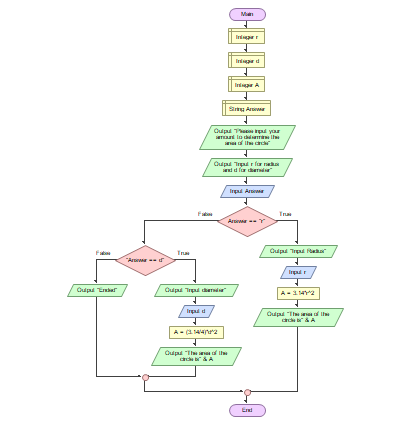 Main
Integer r
Integer d
Integer A
String Answer
Output "Please input your
amount to determine the
area of the circle"
Output "Input r for radius
and d for diameter"
Input Answer
Answer == "r"
False
True
"Answer == d"
False
True
Output "Ended"
Output "Input diameter"
Input d
A = (3.14/4)*d^2
Output "The area of the
circle is" & A
Output "Input Radius"
Input r
A = 3.14*r^2
Output "The area of the
circle is" & A
End